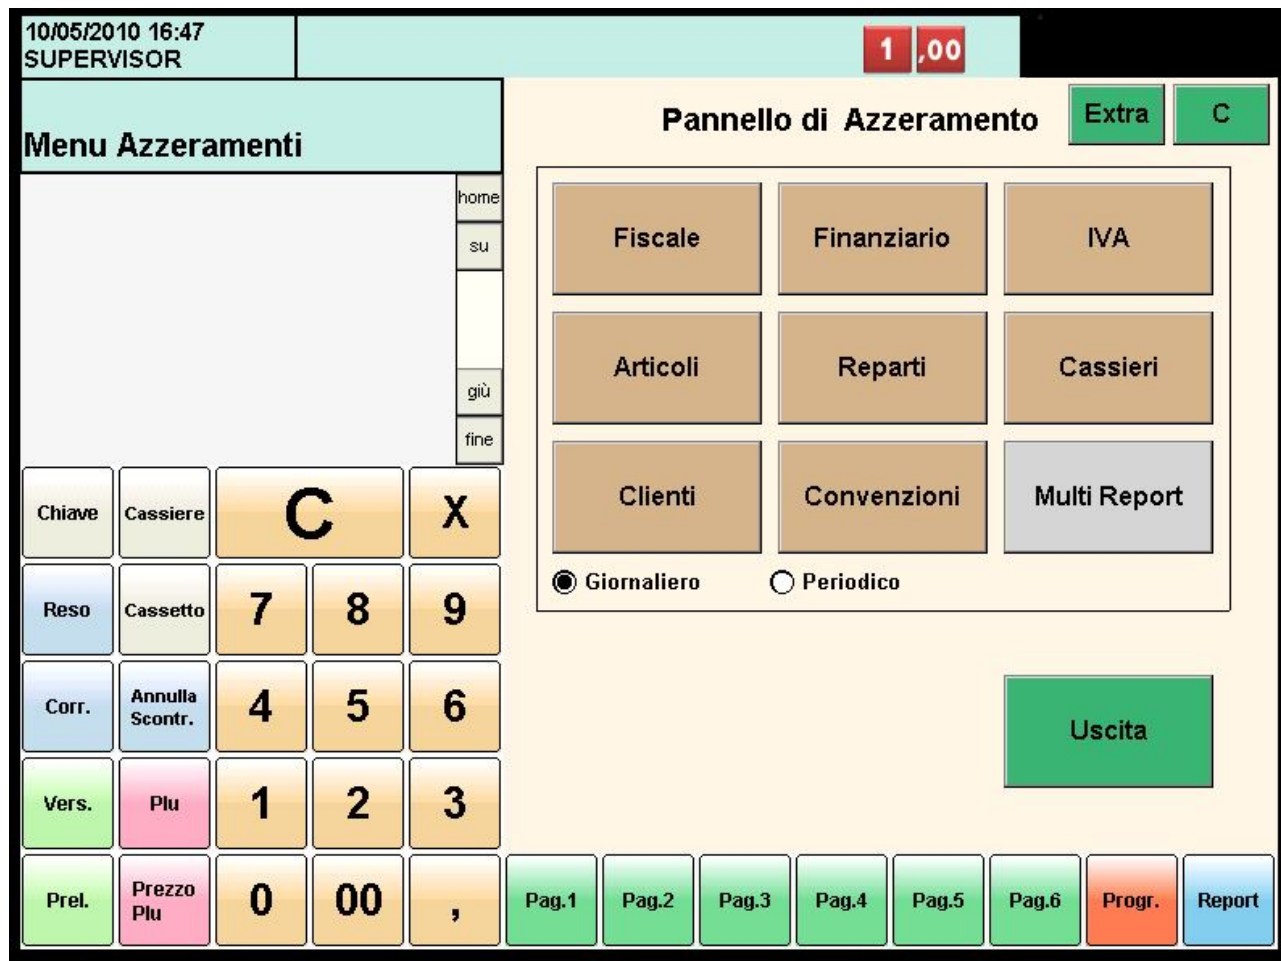 10/05/2010 16:47
SUPERVISOR
1 ,00
Menu Azzeramenti
Pannello di Azzeramento
Extra
C
home
su
giù
fine
Fiscale
Finanziario
IVA
Articoli
Reparti
Cassieri
Clienti
Convenzioni
Multi Report
Giornaliero
Periodico
Uscita
Chiave
Cassiere
C
X
Reso
Cassetto
7
8
9
Corr.
Annulla
Scontr.
4
5
6
Vers.
Plu
1
2
3
Prel.
Prezzo
Plu
0
00
,
Pag.1
Pag.2
Pag.3
Pag.4
Pag.5
Pag.6
Progr.
Report